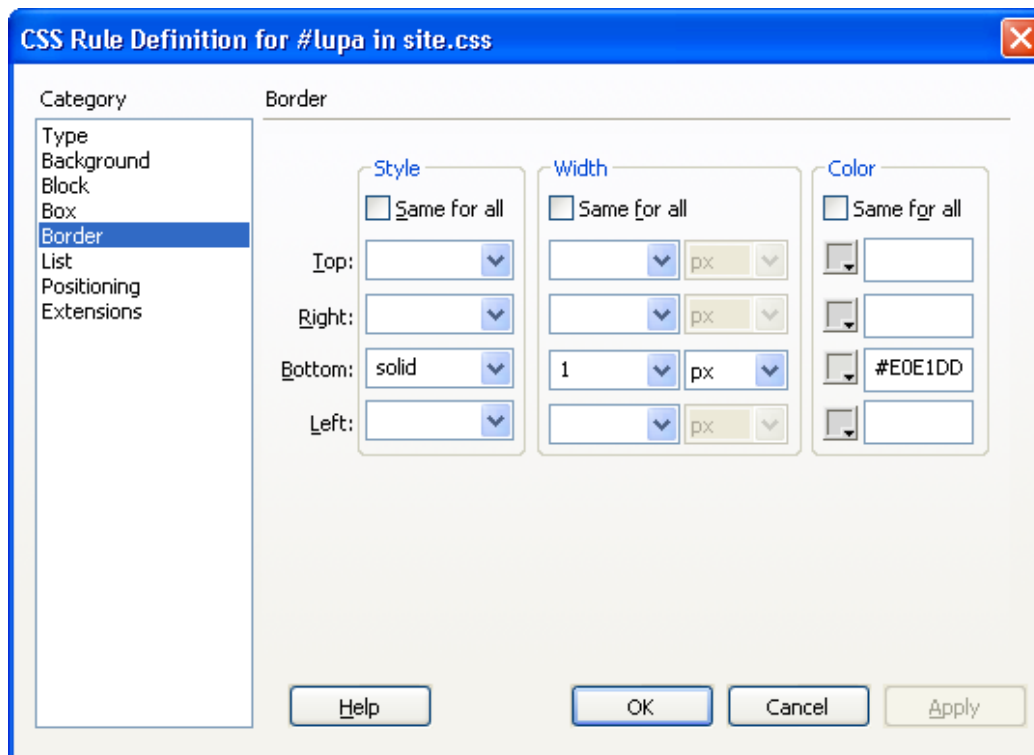 CSS Rule Definition for #lupa in site.css
Category
Type
Background
Block
Box
Border
List
Positioning
Extensions
Border
Style Width Color
Same for all Same for all Same for all
Top: px
Right: px
Bottom: solid 1 px #E0E1DD
Left: px
Help OK Cancel Apply